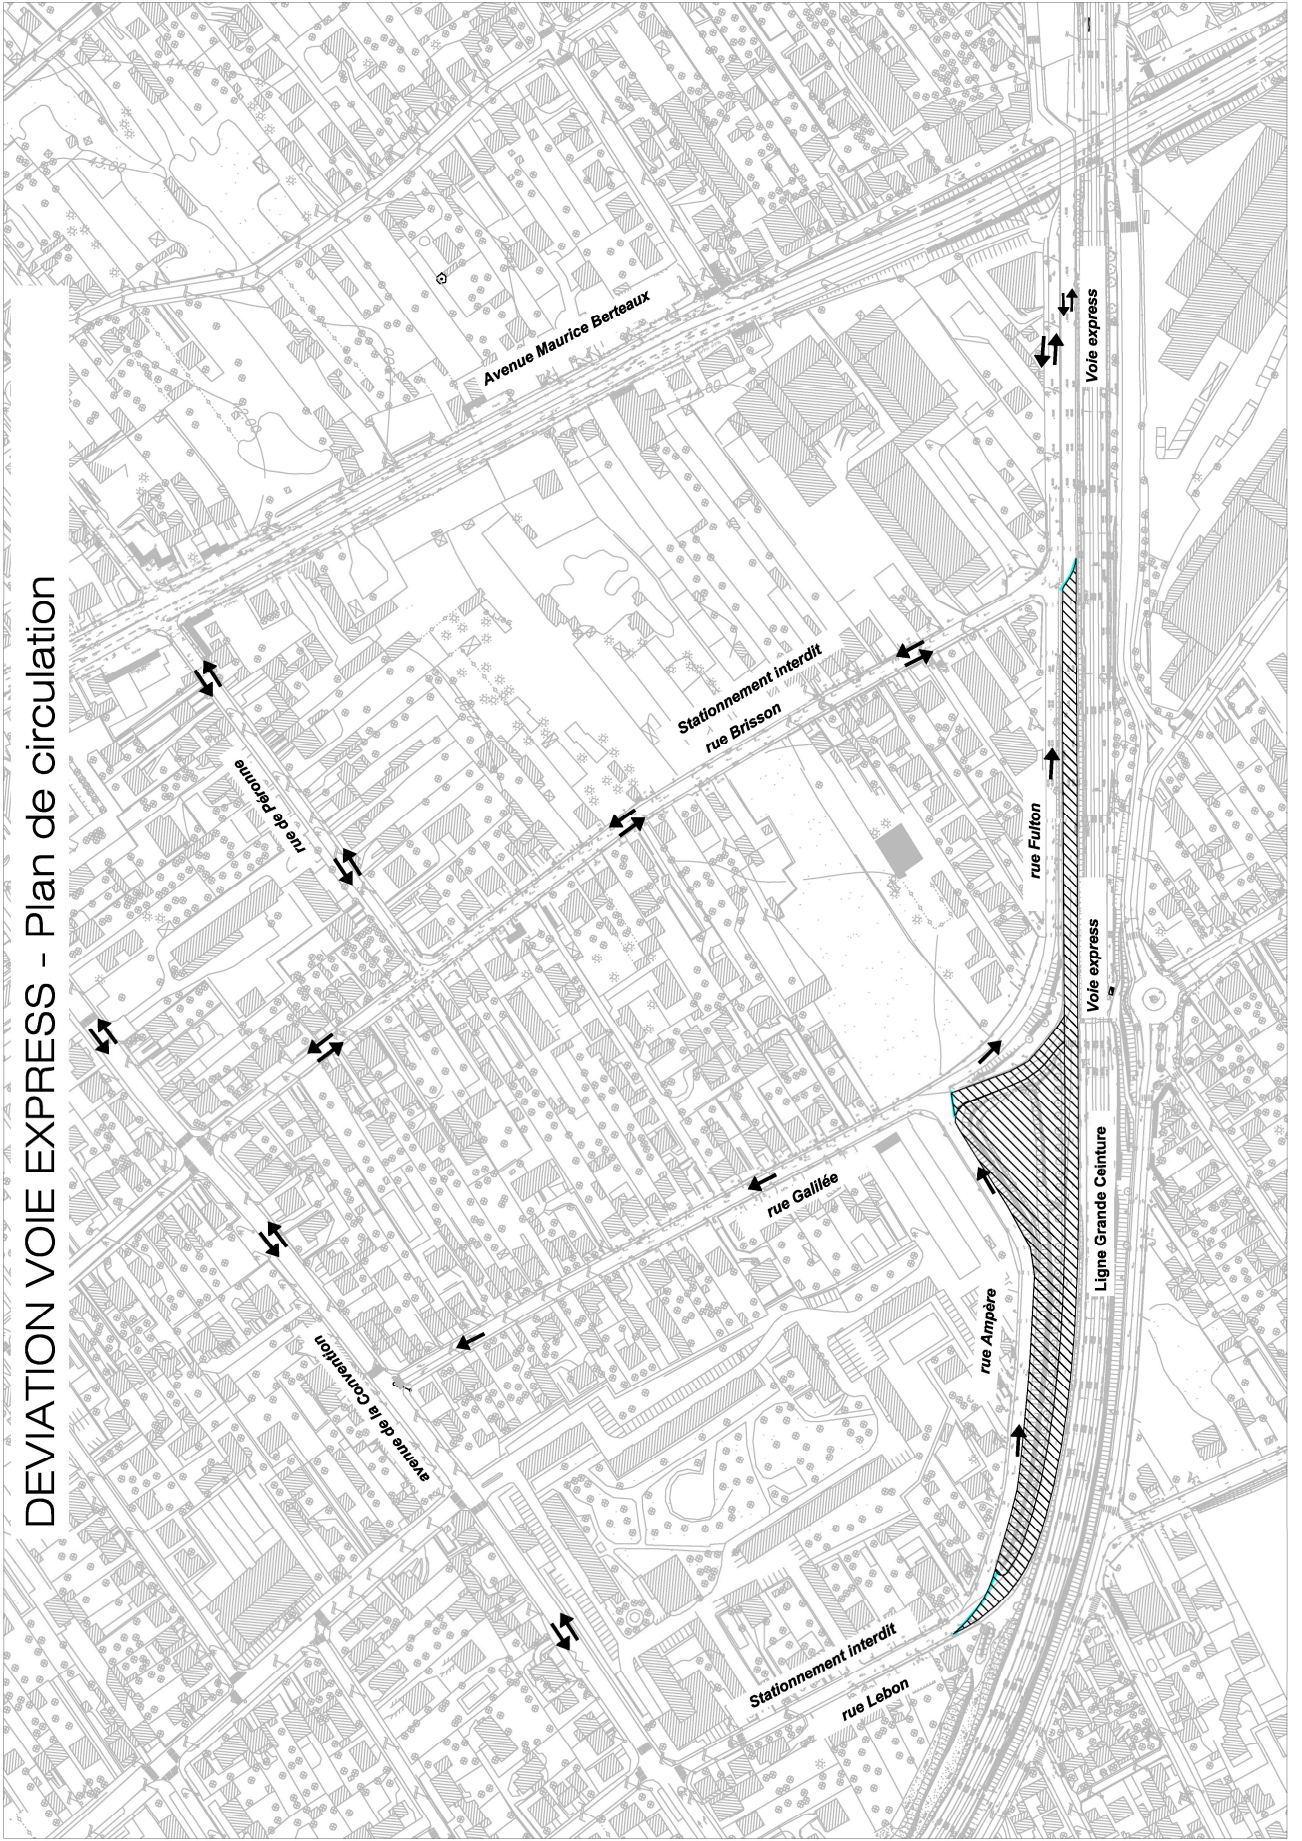 DEVIATION VOIE EXPRESS - Plan de circulation
Avenue Maurice Berteaux
Voie express
rue de Péronne
Stationnement interdit
rue Brisson
rue Fulton
Voie express
rue Galilée
Ligne Grande Ceinture
rue Ampère
avenue de la Convention
Stationnement interdit
rue Lebon